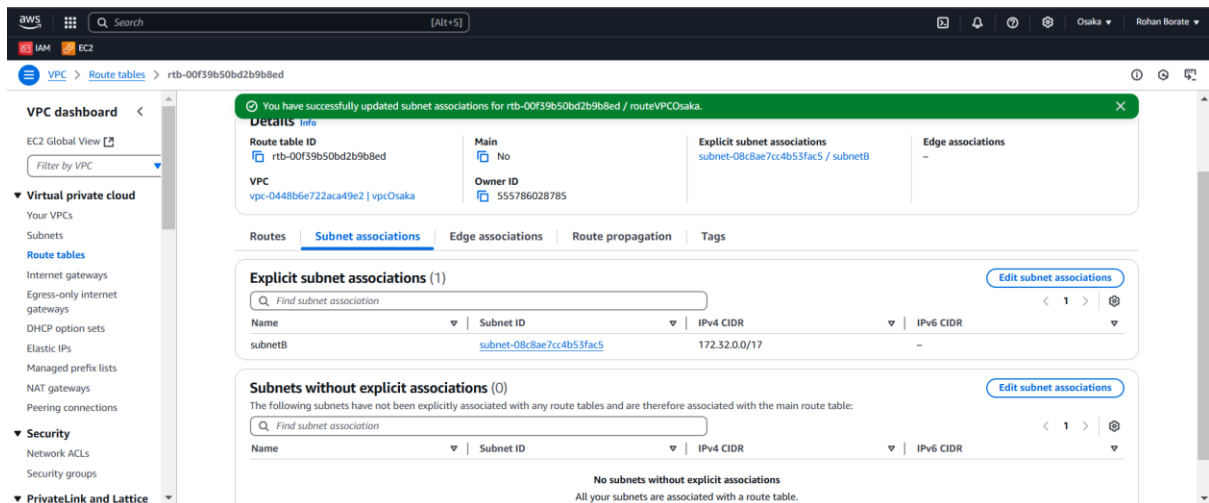 aws
Search
[Alt+S]
Osaka
Rohan Borate
IAM
EC2
VPC > Route tables > rtb-00f39b50bd2b9b8ed
VPC dashboard
EC2 Global View
Filter by VPC
Virtual private cloud
Your VPCs
Subnets
Route tables
Internet gateways
Egress-only internet
gateways
DHCP option sets
Elastic IPs
Managed prefix lists
NAT gateways
Peering connections
Security
Network ACLs
Security groups
PrivateLink and Lattice
You have successfully updated subnet associations for rtb-00f39b50bd2b9b8ed / routeVPCOsaka.
Details Info
Route table ID
rtb-00f39b50bd2b9b8ed
Main
No
Explicit subnet associations
subnet-08c8ae7cc4b53fac5 / subnetB
Edge associations
–
VPC
vpc-0448b6e722aca49e2 | vpcOsaka
Owner ID
555786028785
Routes
Subnet associations
Edge associations
Route propagation
Tags
Explicit subnet associations (1)
Edit subnet associations
Find subnet association
1
Name
Subnet ID
IPv4 CIDR
IPv6 CIDR
subnetB
subnet-08c8ae7cc4b53fac5
172.32.0.0/17
–
Subnets without explicit associations (0)
Edit subnet associations
The following subnets have not been explicitly associated with any route tables and are therefore associated with the main route table:
Find subnet association
1
Name
Subnet ID
IPv4 CIDR
IPv6 CIDR
No subnets without explicit associations
All your subnets are associated with a route table.